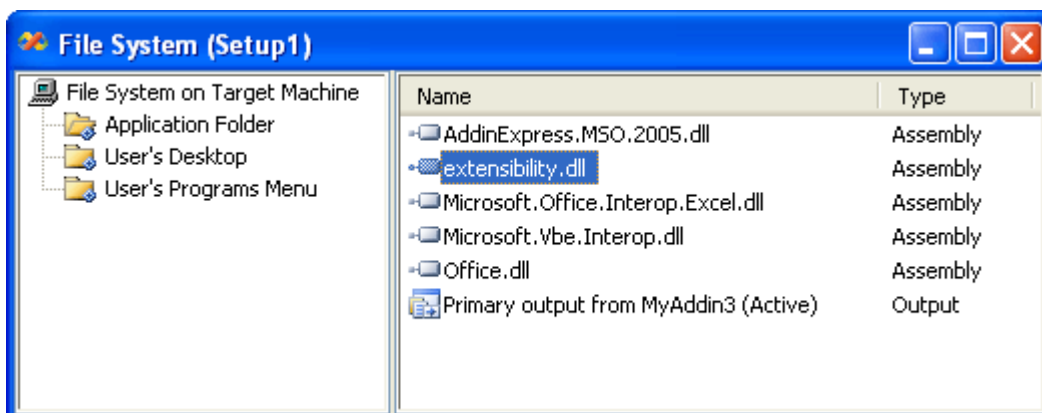 File System (Setup1)
File System on Target Machine
Application Folder
User's Desktop
User's Programs Menu
Name Type
AddinExpress.MSO.2005.dll Assembly
extensibility.dll Assembly
Microsoft.Office.Interop.Excel.dll Assembly
Microsoft.Vbe.Interop.dll Assembly
Office.dll Assembly
Primary output from MyAddin3 (Active) Output